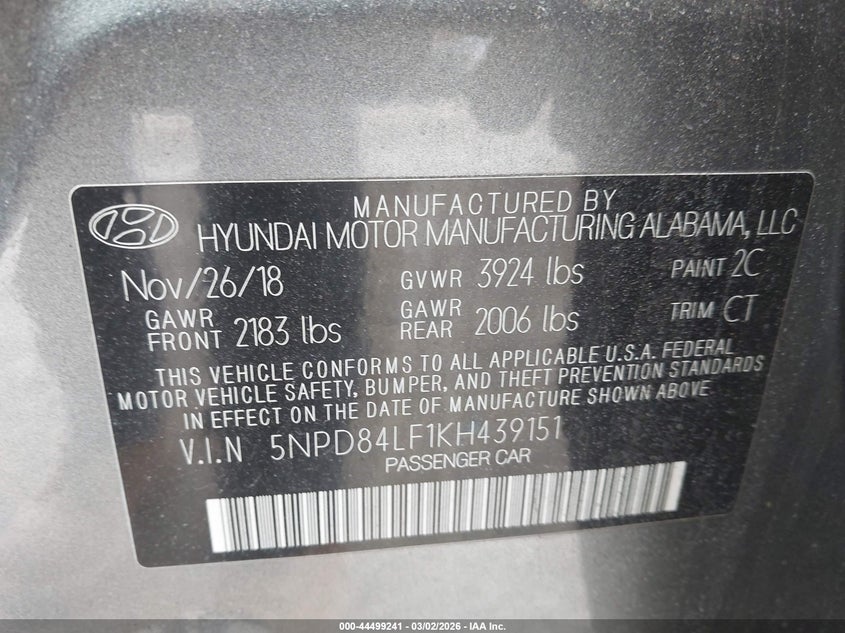 MANUFACTURED BY
HYUNDAI MOTOR MANUFACTURING ALABAMA, LLC
Nov/26/18 GVWR 3924 lbs PAINT 2C
GAWR FRONT 2183 lbs GAWR REAR 2006 lbs TRIM CT
THIS VEHICLE CONFORMS TO ALL APPLICABLE U.S.A. FEDERAL
MOTOR VEHICLE SAFETY, BUMPER, AND THEFT PREVENTION STANDARDS
IN EFFECT ON THE DATE OF MANUFACTURE SHOWN ABOVE
V.I.N 5NPD84LF1KH439151
PASSENGER CAR
000-44499241 - 03/02/2026 - IAA Inc.